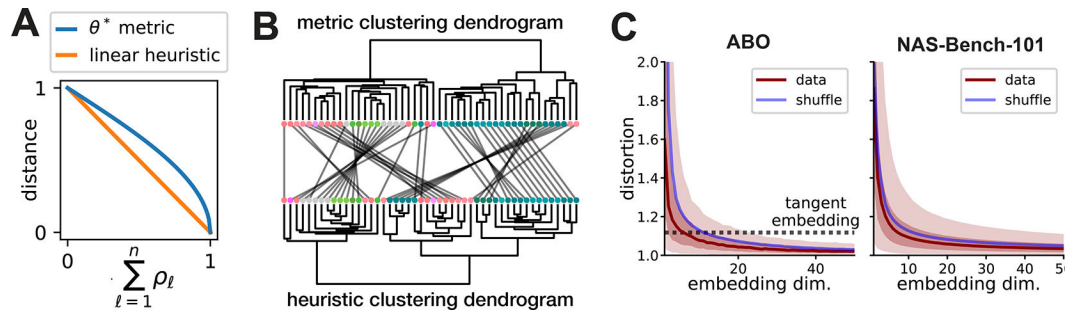 A
θ* metric
linear heuristic
1
distance
0
0
1
· ∑ⁿ_{ℓ=1} ρ_ℓ
B
metric clustering dendrogram
heuristic clustering dendrogram
C
ABO
2.0
1.8
1.6
1.4
1.2
1.0
distortion
data
shuffle
tangent
embedding
20
40
embedding dim.
NAS-Bench-101
data
shuffle
10
20
30
40
50
embedding dim.